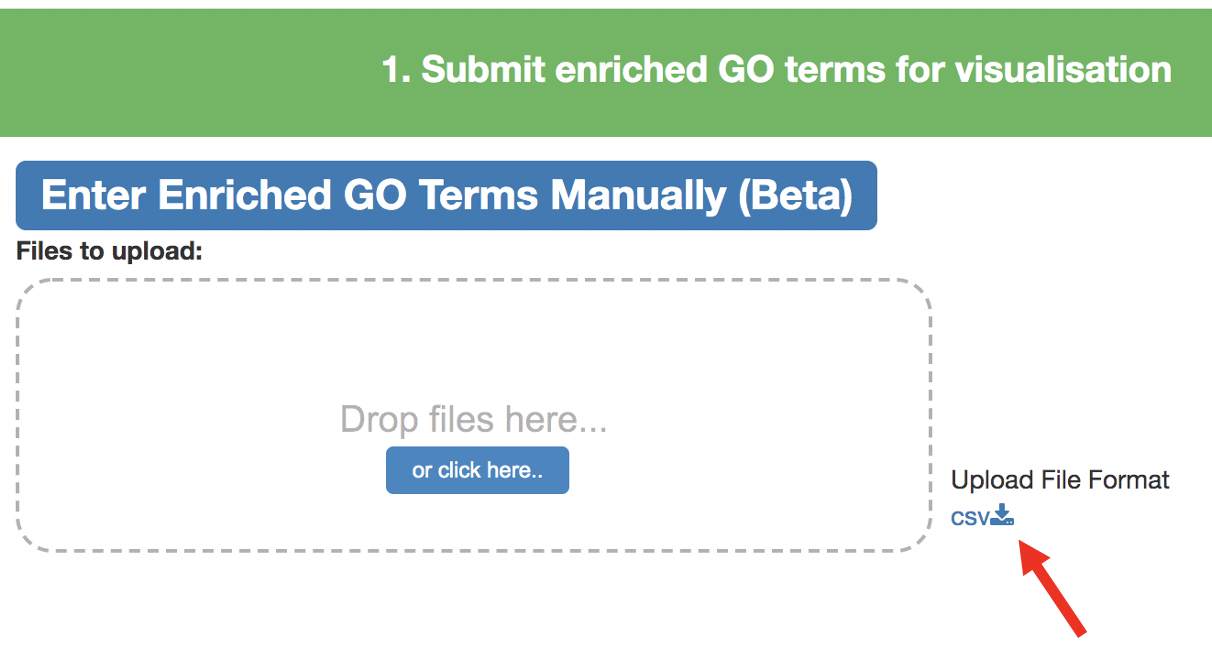 1. Submit enriched GO terms for visualisation
Enter Enriched GO Terms Manually (Beta)
Files to upload:
Drop files here...
or click here..
Upload File Format
CSV